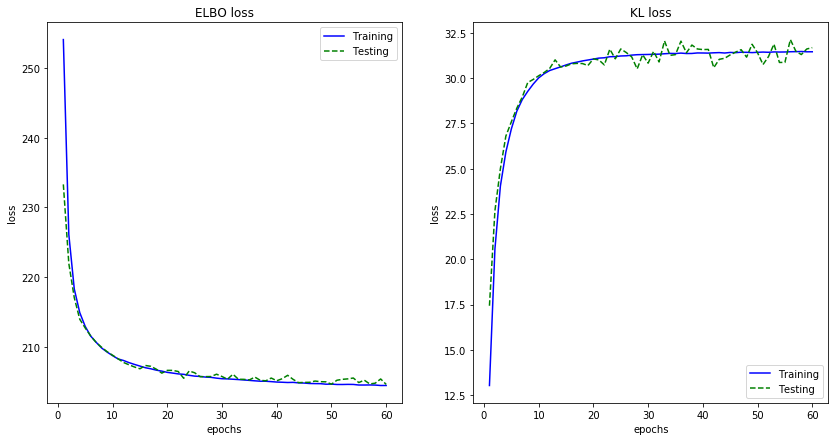 ELBO loss
Training
Testing
loss
250
240
230
220
210
0 10 20 30 40 50 60
epochs
KL loss
loss
32.5
30.0
27.5
25.0
22.5
20.0
17.5
15.0
12.5
Training
Testing
0 10 20 30 40 50 60
epochs